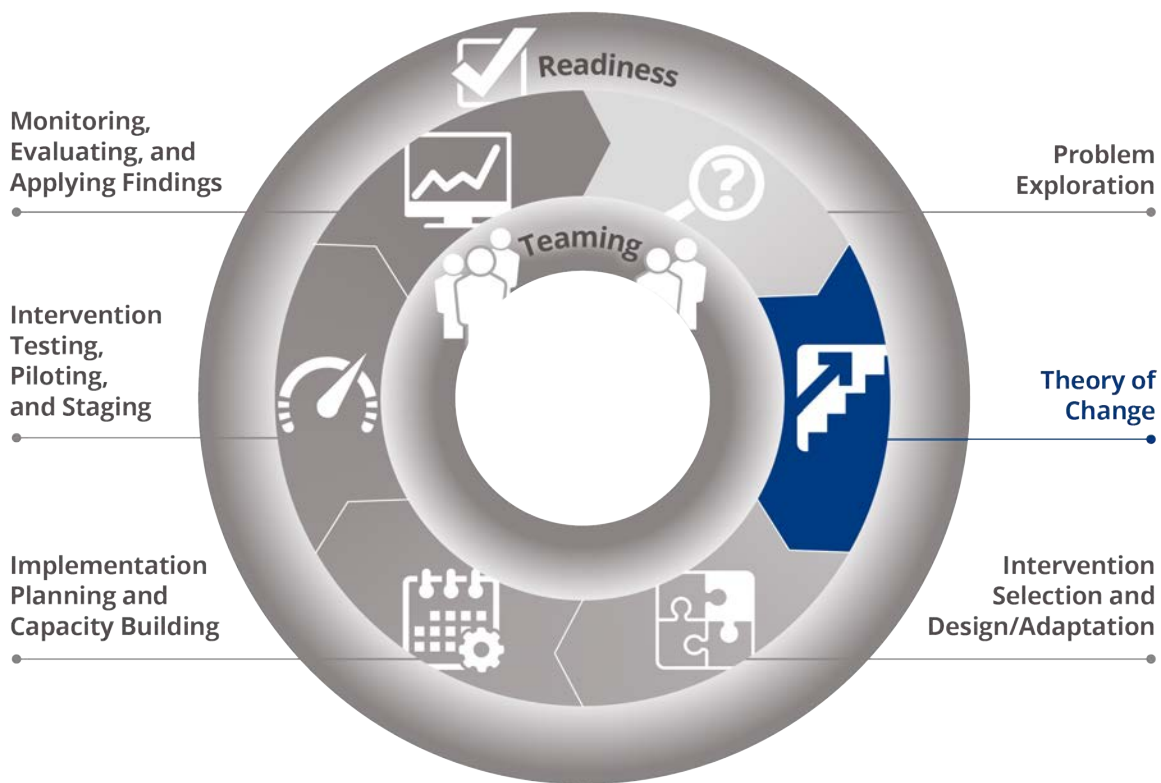 Readiness
Teaming
Monitoring,
Evaluating, and
Applying Findings
Problem
Exploration
Intervention
Testing,
Piloting,
and Staging
Theory of
Change
Implementation
Planning and
Capacity Building
Intervention
Selection and
Design/Adaptation
?